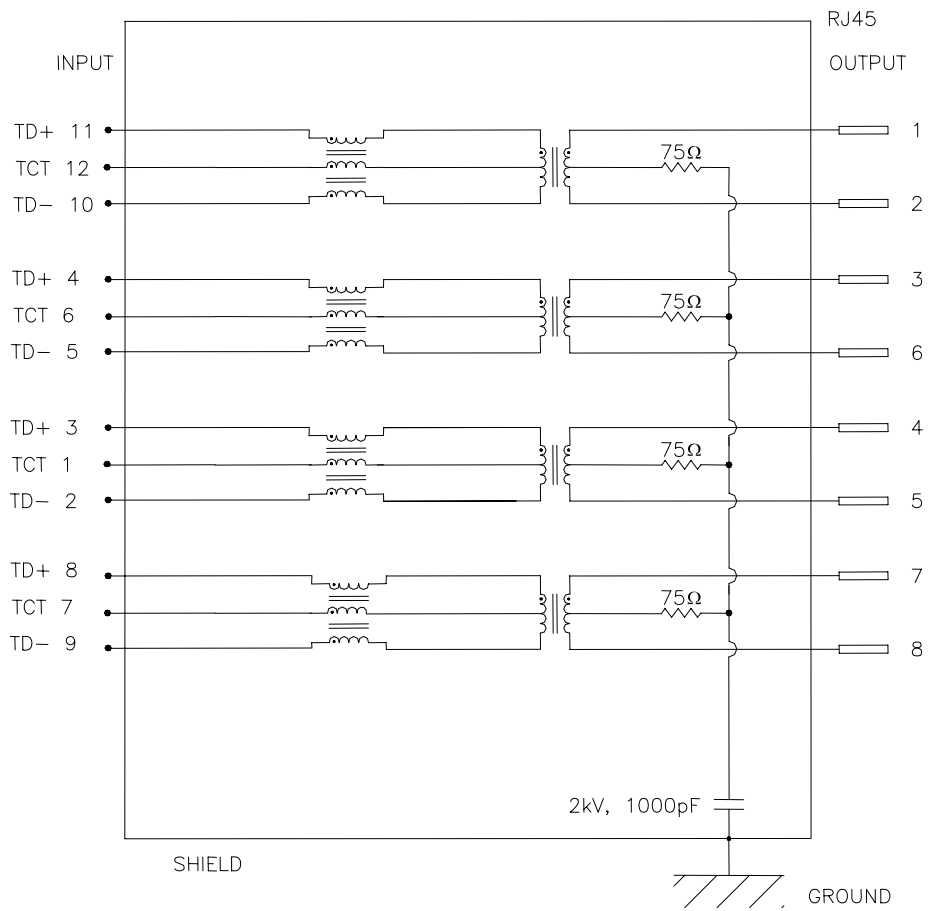 RJ45
INPUT OUTPUT
TD+ 11 1
75Ω
TCT 12
TD- 10 2
TD+ 4 3
75Ω
TCT 6
TD- 5 6
TD+ 3 4
75Ω
TCT 1
TD- 2 5
TD+ 8 7
75Ω
TCT 7
TD- 9 8
2kV, 1000pF
SHIELD
GROUND